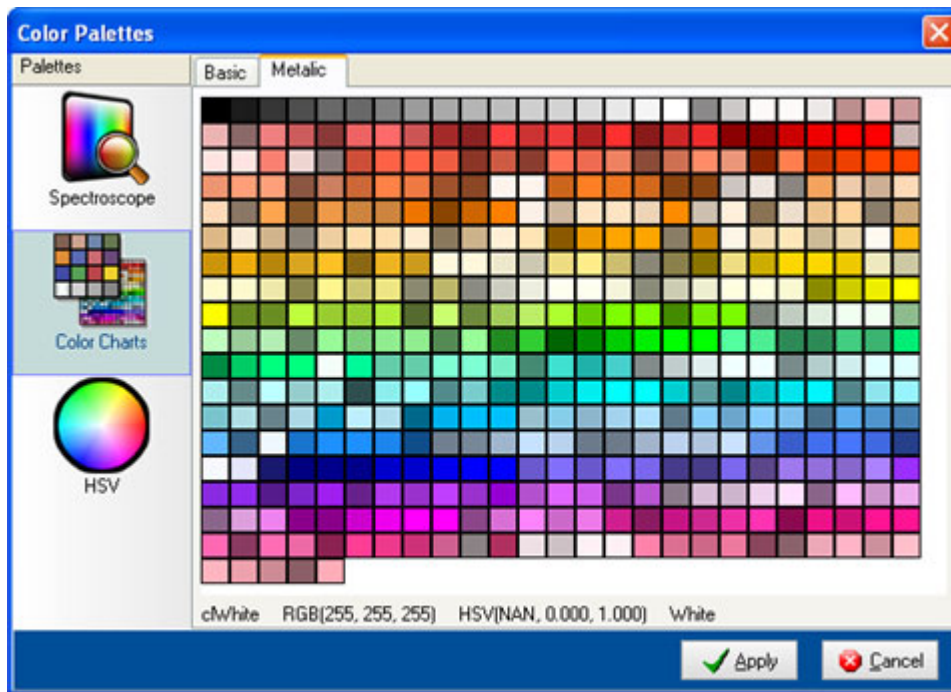 Color Palettes
Palettes
Basic Metalic
Spectroscope
Color Charts
HSV
clWhite RGB(255, 255, 255) HSV(NAN, 0.000, 1.000) White
Apply Cancel